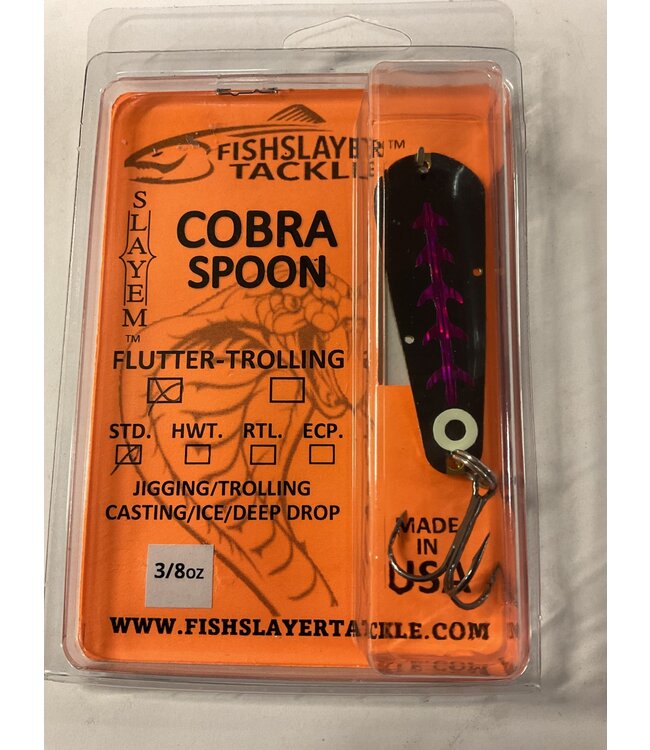 FISHSLAYER™
TACKLE
SLAYEM™
COBRA
SPOON
FLUTTER-TROLLING
STD. HWT. RTL. ECP.
JIGGING/TROLLING
CASTING/ICE/DEEP DROP
3/8oz
MADE
IN
USA
WWW.FISHSLAYERTACKLE.COM